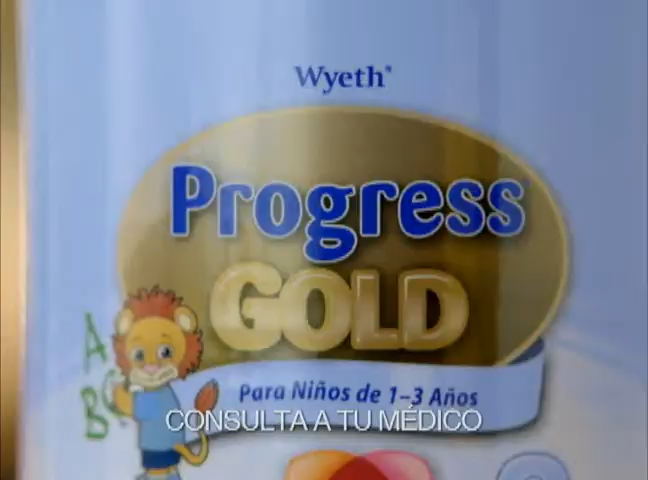 Wyeth®
Progress
GOLD
A
B
Para Niños de 1–3 Años
CONSULTA A TU MÉDICO